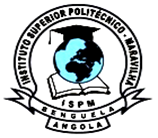 INSTITUTO SUPERIOR POLITÉCNICO - MARAVILHA
ISPM
BENGUELA
ANGOLA